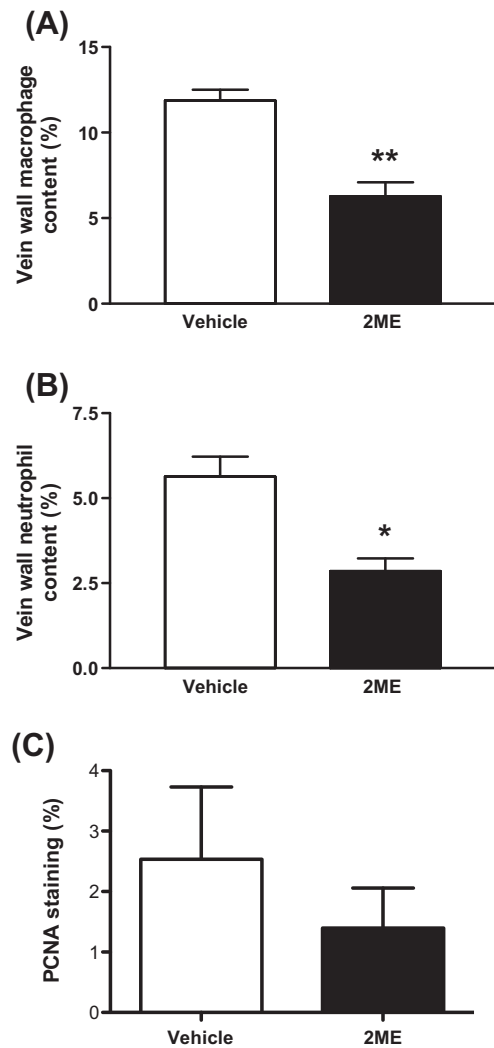 (A)
Vein wall macrophage
content (%)
15
10
5
0
**
Vehicle
2ME
(B)
Vein wall neutrophil
content (%)
7.5
5.0
2.5
0.0
*
Vehicle
2ME
(C)
PCNA staining (%)
4
3
2
1
0
Vehicle
2ME